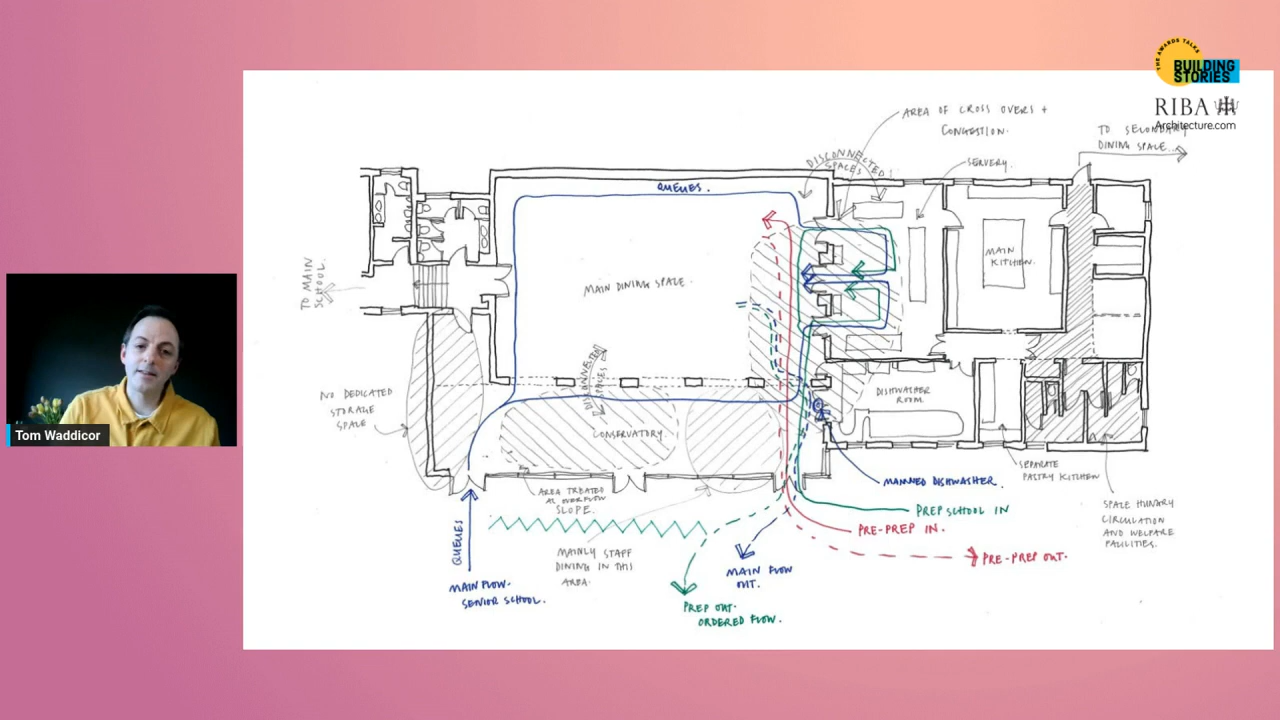 THE AWARDS TALKS
BUILDING
STORIES
RIBA
Architecture.com
AREA OF CROSS OVERS +
CONGESTION.
TO SECONDARY
DINING SPACE...
DISCONNECTED
SPACES!
SERVERY.
QUEUES.
MAIN DINING SPACE.
MAIN
KITCHEN.
TO MAIN
SCHOOL.
DISCONNECTED
SPACES
NO DEDICATED
STORAGE
SPACE
DISHWASHER
ROOM.
CONSERVATORY.
Tom Waddicor
SEPARATE
PASTRY KITCHEN
MANNED DISHWASHER.
AREA TREATED
AS OVERFLOW
SLOPE.
PREP SCHOOL IN
PRE-PREP IN.
SPACE HUNGRY
CIRCULATION
AND WELFARE
FACILITIES.
QUEUES
MAINLY STAFF
DINING IN THIS
AREA.
PRE-PREP OUT.
MAIN FLOW
OUT.
MAIN FLOW-
SENIOR SCHOOL.
PREP OUT-
ORDERED FLOW.